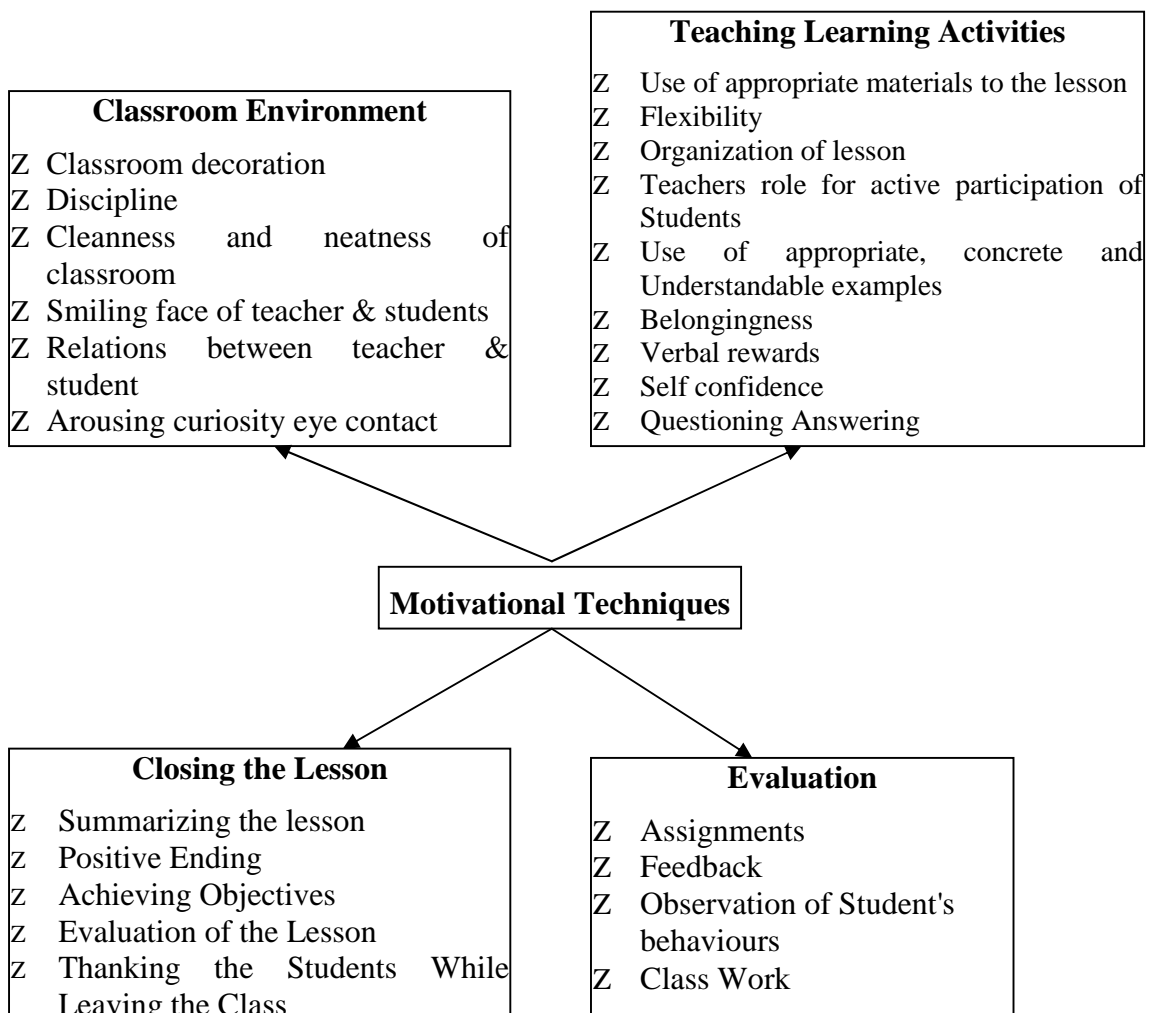 Teaching Learning Activities
Z Use of appropriate materials to the lesson
Z Flexibility
Z Organization of lesson
Z Teachers role for active participation of
Students
Z Use of appropriate, concrete and
Understandable examples
Z Belongingness
Z Verbal rewards
Z Self confidence
Z Questioning Answering
Classroom Environment
Z Classroom decoration
Z Discipline
Z Cleanness and neatness of
classroom
Z Smiling face of teacher & students
Z Relations between teacher &
student
Z Arousing curiosity eye contact
Motivational Techniques
Closing the Lesson
Z Summarizing the lesson
Z Positive Ending
Z Achieving Objectives
Z Evaluation of the Lesson
Z Thanking the Students While
Leaving the Class
Evaluation
Z Assignments
Z Feedback
Z Observation of Student's
behaviours
Z Class Work